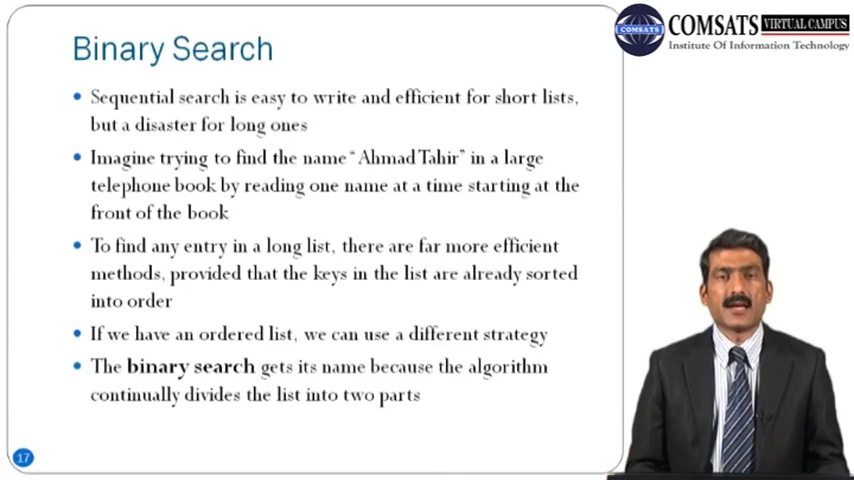 Binary Search
Sequential search is easy to write and efficient for short lists,
but a disaster for long ones
Imagine trying to find the name "Ahmad Tahir" in a large
telephone book by reading one name at a time starting at the
front of the book
To find any entry in a long list, there are far more efficient
methods, provided that the keys in the list are already sorted
into order
If we have an ordered list, we can use a different strategy
The binary search gets its name because the algorithm
continually divides the list into two parts
17
COMSATS
COMSATS VIRTUAL CAMPUS
Institute Of Information Technology